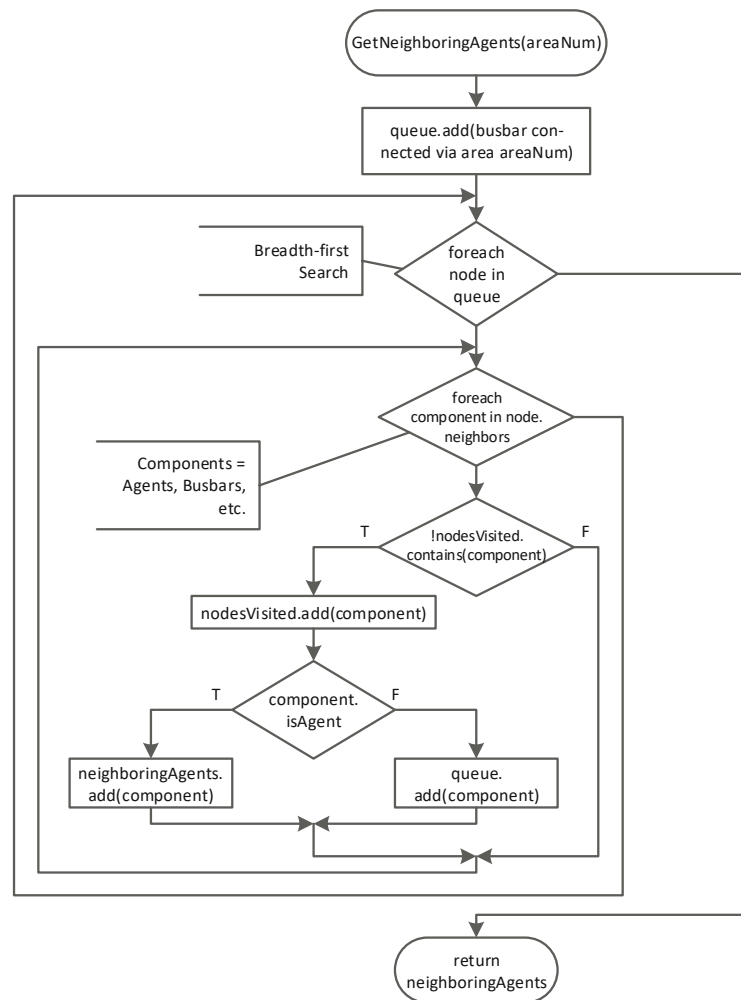 GetNeighboringAgents(areaNum)
queue.add(busbar con-
nected via area areaNum)
Breadth-first
Search
foreach
node in
queue
foreach
component in node.
neighbors
Components =
Agents, Busbars,
etc.
T
!nodesVisited.
contains(component)
F
nodesVisited.add(component)
T
component.
isAgent
F
neighboringAgents.
add(component)
queue.
add(component)
return
neighboringAgents